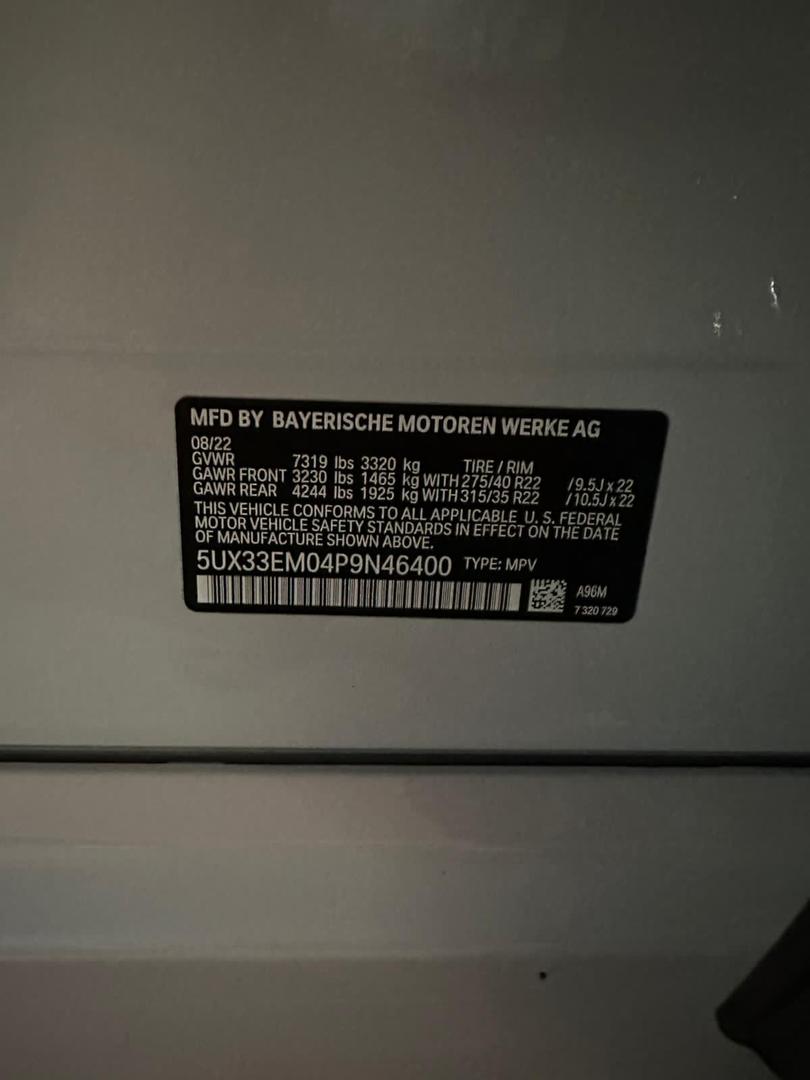 MFD BY BAYERISCHE MOTOREN WERKE AG
08/22
GVWR 7319 lbs 3320 kg TIRE / RIM
GAWR FRONT 3230 lbs 1465 kg WITH 275/40 R22 /9.5J x 22
GAWR REAR 4244 lbs 1925 kg WITH 315/35 R22 /10.5J x 22
THIS VEHICLE CONFORMS TO ALL APPLICABLE U. S. FEDERAL
MOTOR VEHICLE SAFETY STANDARDS IN EFFECT ON THE DATE
OF MANUFACTURE SHOWN ABOVE.
5UX33EM04P9N46400 TYPE: MPV
A96M
7 320 729